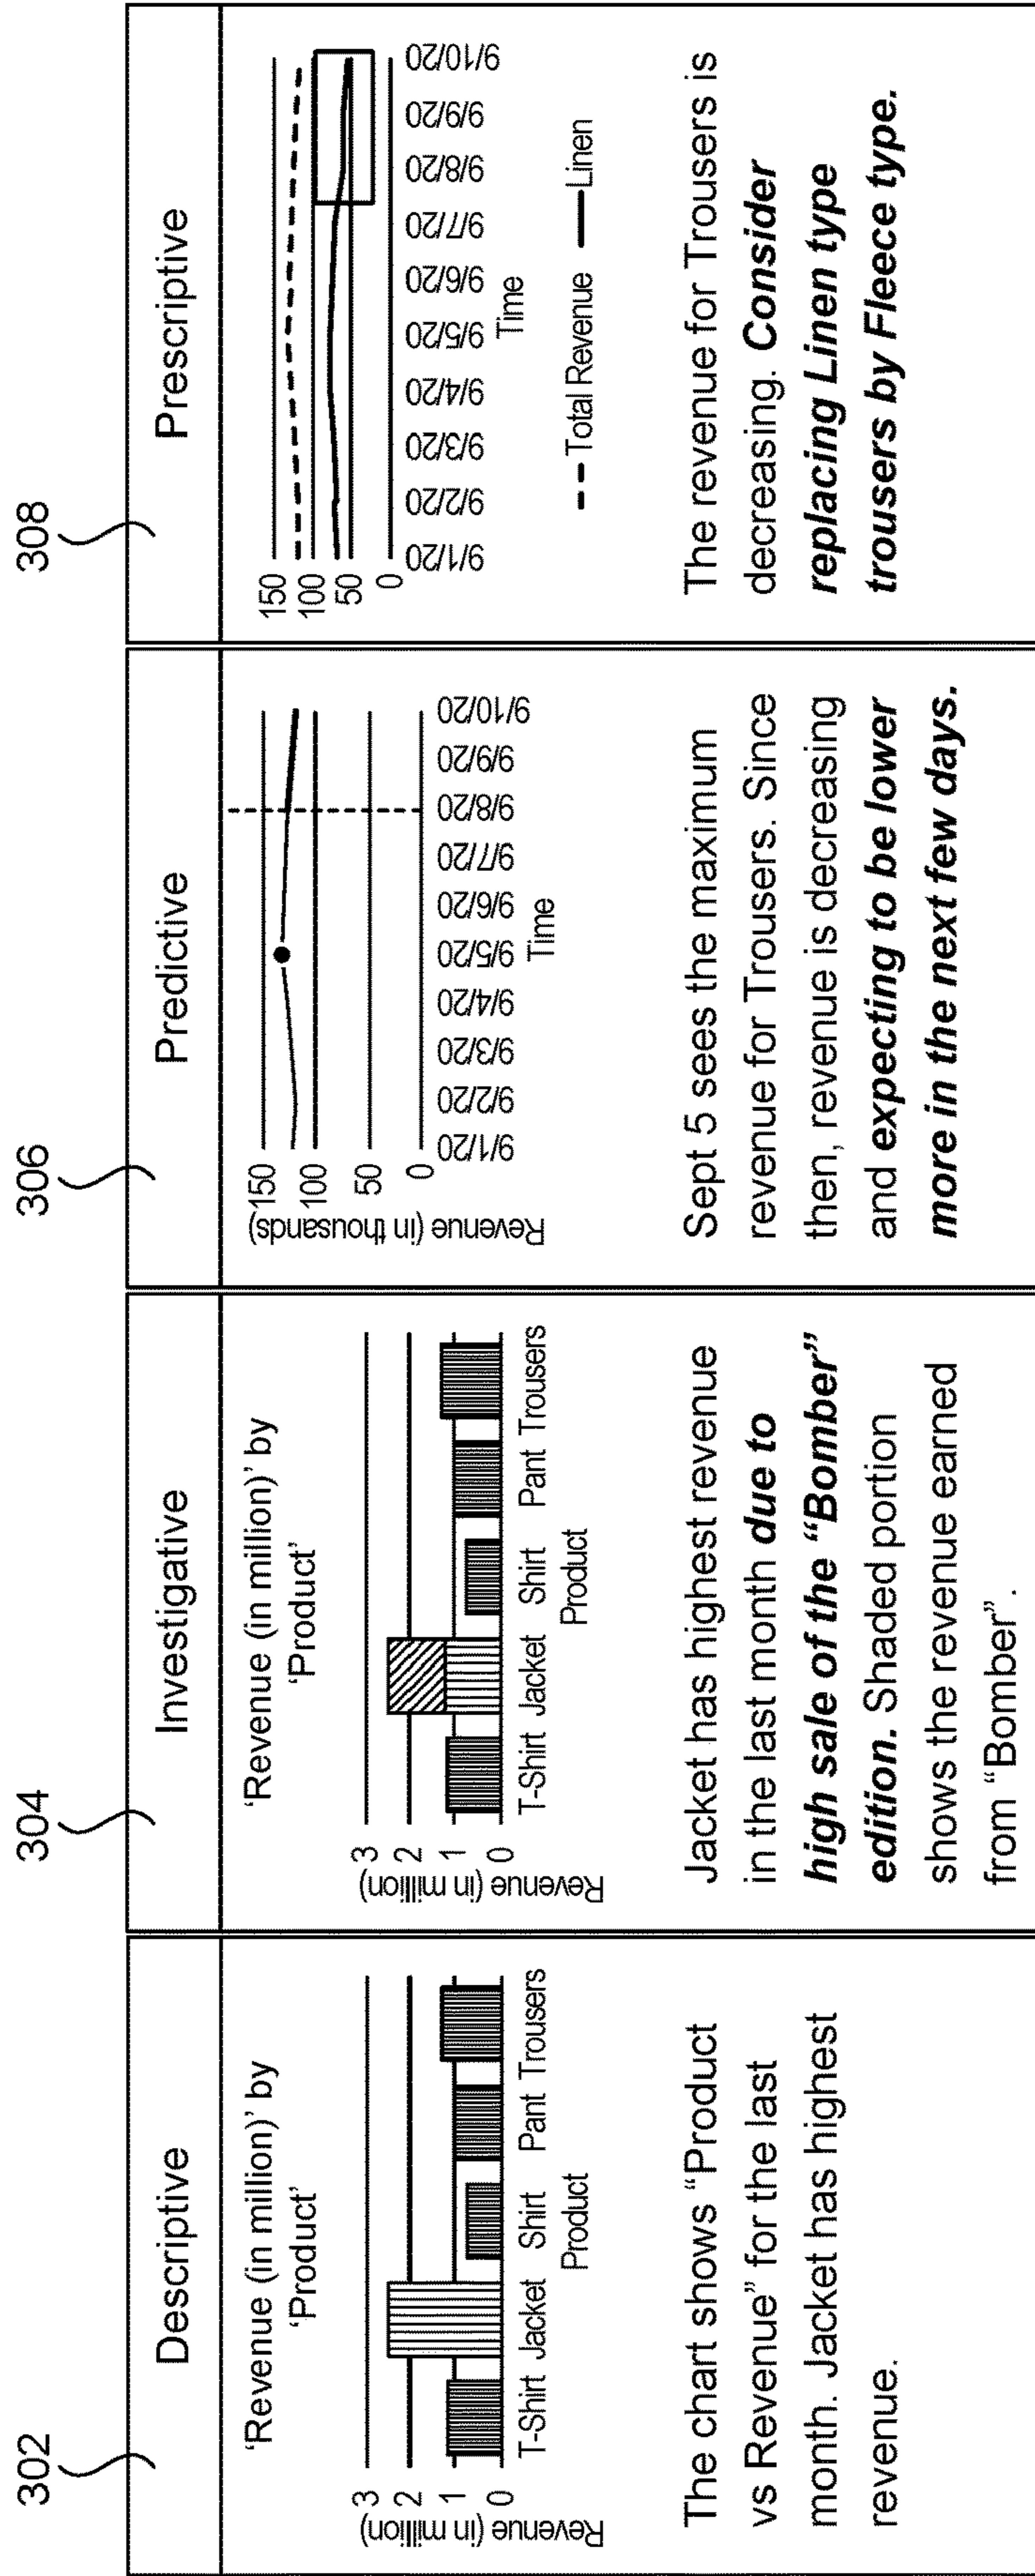 302
Descriptive
'Revenue (in million)' by
'Product'
Revenue (in million)
3
2
1
0
T-Shirt Jacket Shirt Pant Trousers
Product
The chart shows "Product
vs Revenue" for the last
month. Jacket has highest
revenue.
304
Investigative
'Revenue (in million)' by
'Product'
Revenue (in million)
3
2
1
0
T-Shirt Jacket Shirt Pant Trousers
Product
Jacket has highest revenue
in the last month due to
high sale of the "Bomber"
edition. Shaded portion
shows the revenue earned
from "Bomber".
306
Predictive
Revenue (in thousands)
150
100
50
0
9/1/20 9/2/20 9/3/20 9/4/20 9/5/20 9/6/20 9/7/20 9/8/20 9/9/20 9/10/20
Time
Sept 5 sees the maximum
revenue for Trousers. Since
then, revenue is decreasing
and expecting to be lower
more in the next few days.
308
Prescriptive
150
100
50
0
9/1/20 9/2/20 9/3/20 9/4/20 9/5/20 9/6/20 9/7/20 9/8/20 9/9/20 9/10/20
Time
Total Revenue Linen
The revenue for Trousers is
decreasing. Consider
replacing Linen type
trousers by Fleece type.